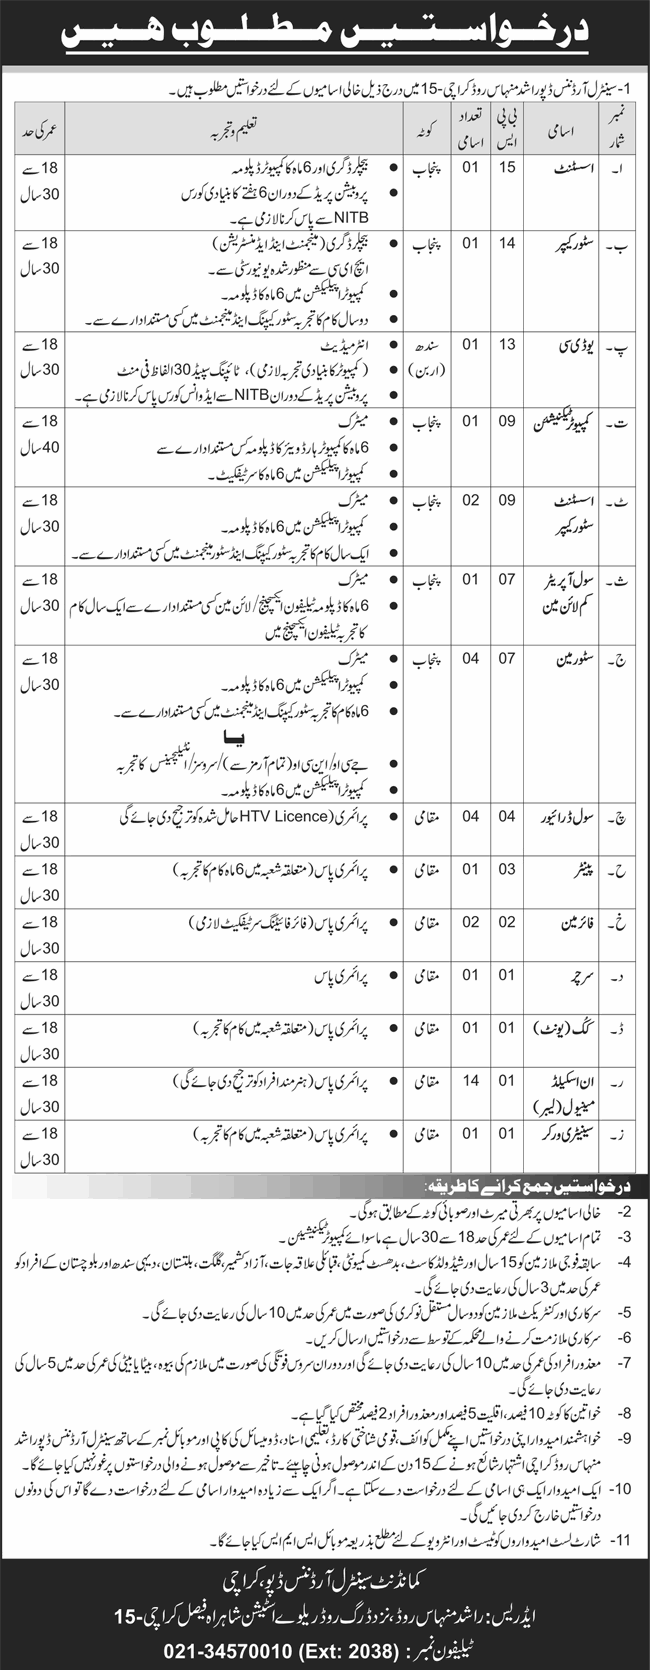 درخواستیں مطلوب ھیں
1- سینٹرل آرڈننس ڈپو راشد منہاس روڈ کراچی-15 میں درج ذیل خالی اسامیوں کے لئے درخواستیں مطلوب ہیں۔
نمبر شمار | اسامی | بی پی ایس | تعداد اسامی | کوٹہ | تعلیم و تجربہ | عمر کی حد
ا۔ | اسسٹنٹ | 15 | 01 | پنجاب | • بیچلرڈگری اور 6 ماہ کا کمپیوٹر ڈپلومہ | 18 سے
• پروبیشن پریڈ کے دوران 6 ہفتے کا بنیادی کورس | 30 سال
NITB سے پاس کرنا لازمی ہے۔
ب۔ | سٹور کیپر | 14 | 01 | پنجاب | • بیچلرڈگری (مینجمنٹ اینڈ ایڈمنسٹریشن) | 18 سے
ایچ ای سی سے منظور شدہ یونیورسٹی سے۔ | 30 سال
• کمپیوٹر اپیلیکشن میں 6 ماہ کا ڈپلومہ۔
• دو سال کام کا تجربہ سٹور کیپنگ اینڈ مینجمنٹ میں کسی مستند ادارے سے۔
پ۔ | یو ڈی سی | 13 | 01 | سندھ | • انٹرمیڈیٹ | 18 سے
(اربن) | • (کمپیوٹر کا بنیادی تجربہ لازمی)، ٹائپنگ سپیڈ 30 الفاظ فی منٹ | 30 سال
• پروبیشن پریڈ کے دوران NITB سے ایڈوانس کورس پاس کرنا لازمی ہے۔
ت۔ | کمپیوٹر ٹیکنیشئن | 09 | 01 | پنجاب | • میٹرک | 18 سے
• 6 ماہ کا کمپیوٹر ہارڈ ویئر کا ڈپلومہ کس مستند ادارے سے | 40 سال
• کمپیوٹر اپیلیکشن میں 6 ماہ کا سرٹیفکیٹ۔
ٹ۔ | اسسٹنٹ | 09 | 02 | پنجاب | • میٹرک | 18 سے
سٹور کیپر | • کمپیوٹر اپیلیکشن میں 6 ماہ کا ڈپلومہ۔ | 30 سال
• ایک سال کام کا تجربہ سٹور کیپنگ اینڈ سٹور مینجمنٹ میں کسی مستند ادارے سے۔
ث۔ | سول آپریٹر | 07 | 01 | پنجاب | • میٹرک | 18 سے
کم لائن مین | • 6 ماہ کا ڈپلومہ ٹیلیفون ایکسچینج/لائن مین کسی مستند ادارے سے ایک سال کام | 30 سال
کا تجربہ ٹیلیفون ایکسچینج میں
ج۔ | سٹور مین | 07 | 04 | پنجاب | • میٹرک | 18 سے
• کمپیوٹر اپیلیکشن میں 6 ماہ کا ڈپلومہ۔ | 30 سال
• 6 ماہ کام کا تجربہ سٹور کیپنگ اینڈ مینجمنٹ میں کسی مستند ادارے سے۔
یا
• جے سی او/این سی او (تمام آرمز سے)/سروسز/انٹیلیجینس کا تجربہ
• کمپیوٹر اپیلیکشن میں 6 ماہ کا ڈپلومہ۔
چ۔ | سول ڈرائیور | 04 | 04 | مقامی | • پرائمری (HTV Licence حامل شدہ کو ترجیح دی جائے گی | 18 سے
30 سال
ح۔ | پینٹر | 03 | 01 | مقامی | • پرائمری پاس (متعلقہ شعبہ میں 6 ماہ کام کا تجربہ) | 18 سے
30 سال
خ۔ | فائر مین | 02 | 02 | مقامی | • پرائمری پاس (فائر فائیٹنگ سرٹیفکیٹ لازمی) | 18 سے
30 سال
د۔ | سرچر | 01 | 01 | مقامی | • پرائمری پاس | 18 سے
30 سال
ڈ۔ | کک (یونٹ) | 01 | 01 | مقامی | • پرائمری پاس (متعلقہ شعبہ میں کام کا تجربہ) | 18 سے
30 سال
ر۔ | ان اسکیلڈ | 01 | 14 | مقامی | • پرائمری پاس (ہنر مند افراد کو ترجیح دی جائے گی) | 18 سے
مینیول (لیبر) | 30 سال
ز۔ | سینیٹری ورکر | 01 | 01 | مقامی | • پرائمری پاس (متعلقہ شعبہ میں کام کا تجربہ) | 18 سے
30 سال
درخواستیں جمع کرانے کا طریقہ:
2- خالی اسامیوں پر بھرتی میرٹ اور صوبائی کوٹہ کے مطابق ہوگی۔
3- تمام اسامیوں کے لئے عمر کی حد 18 سے 30 سال ہے ماسوائے کمپیوٹر ٹیکنیشئن۔
4- سابقہ فوجی ملازمین کو 15 سال اور شیڈولڈ کاسٹ، بدھسٹ کمیونٹی، قبائلی علاقہ جات، آزاد کشمیر، گلگت، بلتستان، دیہی سندھ اور بلوچستان کے افراد کو
عمر کی حد میں 3 سال کی رعایت دی جائے گی۔
5- سرکاری اور کنٹریکٹ ملازمین کو دو سال مستقل نوکری کی صورت میں عمر کی حد میں 10 سال کی رعایت دی جائے گی۔
6- سرکاری ملازمت کرنے والے محکمہ کے توسط سے درخواستیں ارسال کریں۔
7- معذور افراد کی عمر کی حد میں 10 سال کی رعایت دی جائے گی اور دوران سروس فوتگی کی صورت میں ملازم کی بیوہ، بیٹا یا بیٹی کی عمر کی حد میں 5 سال کی
رعایت دی جائے گی۔
8- خواتین کا کوٹہ 10 فیصد، اقلیت 5 فیصد اور معذور افراد 2 فیصد مختص کیا گیا ہے۔
9- خواہشمند امیدوار اپنی درخواستیں اپنے مکمل کوائف، قومی شناختی کارڈ، تعلیمی اسناد، ڈومیسائل کی کاپی اور موبائل نمبر کے ساتھ سینٹرل آرڈننس ڈپو راشد
منہاس روڈ کراچی اشتہار شائع ہونے کے 15 دن کے اندر موصول ہونی چاہیئے۔ تاخیر سے موصول ہونے والی درخواستوں پر غور نہیں کیا جائے گا۔
10- ایک امیدوار ایک ہی اسامی کے لئے درخواست دے سکتا ہے۔ اگر ایک سے زیادہ امیدوار اسامی کے لئے درخواست دے گا تو اس کی دونوں
درخواستیں خارج کر دی جائیں گی۔
11- شارٹ لسٹ امیدواروں کو ٹیسٹ اور انٹرویو کے لئے مطلع بذریعہ موبائل ایس ایم ایس کیا جائے گا۔
کمانڈنٹ سینٹرل آرڈننس ڈپو، کراچی
ایڈریس: راشد منہاس روڈ، نزد ڈرگ روڈ ریلوے اسٹیشن شاہراہ فیصل کراچی-15
ٹیلیفون نمبر: 021-34570010 (Ext: 2038)